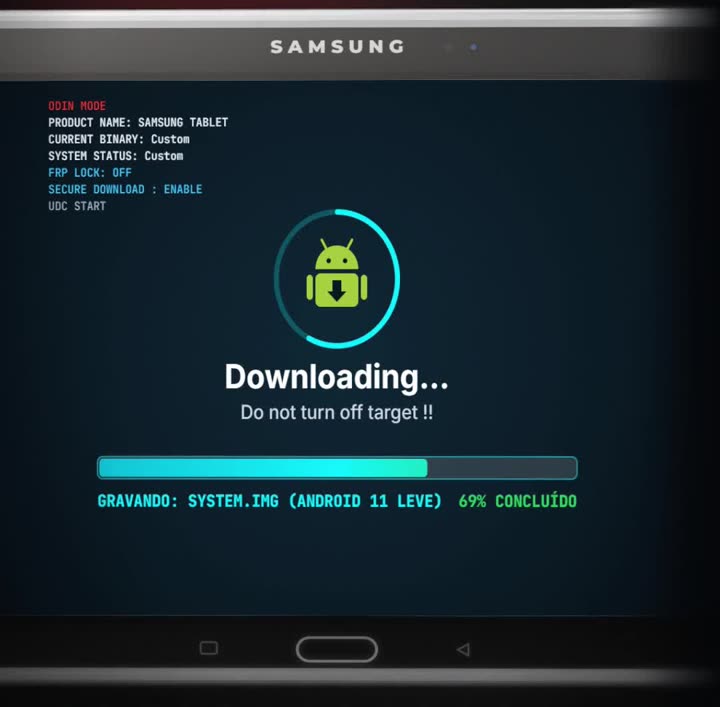 SAMSUNG
ODIN MODE
PRODUCT NAME: SAMSUNG TABLET
CURRENT BINARY: Custom
SYSTEM STATUS: Custom
FRP LOCK: OFF
SECURE DOWNLOAD : ENABLE
UDC START
Downloading...
Do not turn off target !!
GRAVANDO: SYSTEM.IMG (ANDROID 11 LEVE) 69% CONCLUÍDO